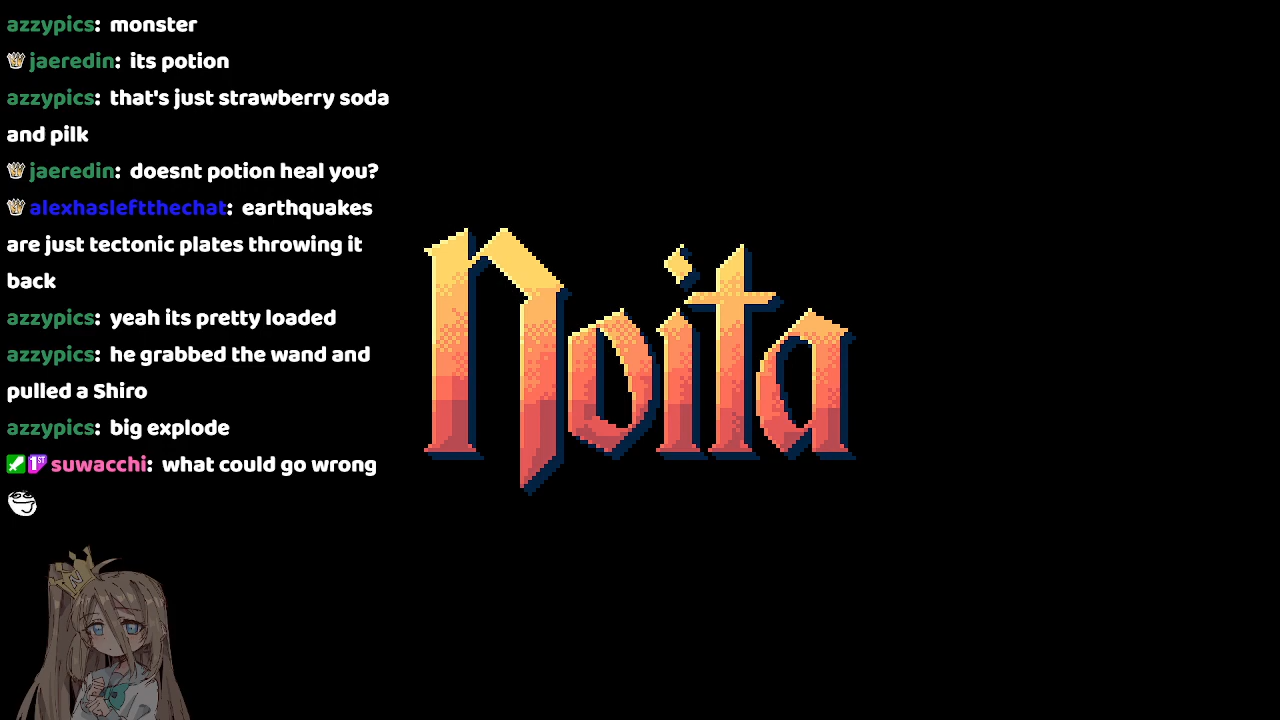 azzypics: monster
jaeredin: its potion
azzypics: that's just strawberry soda
and pilk
jaeredin: doesnt potion heal you?
alexhasleftthechat: earthquakes
are just tectonic plates throwing it
back
azzypics: yeah its pretty loaded
azzypics: he grabbed the wand and
pulled a Shiro
azzypics: big explode
1ST suwacchi: what could go wrong
Noita
N